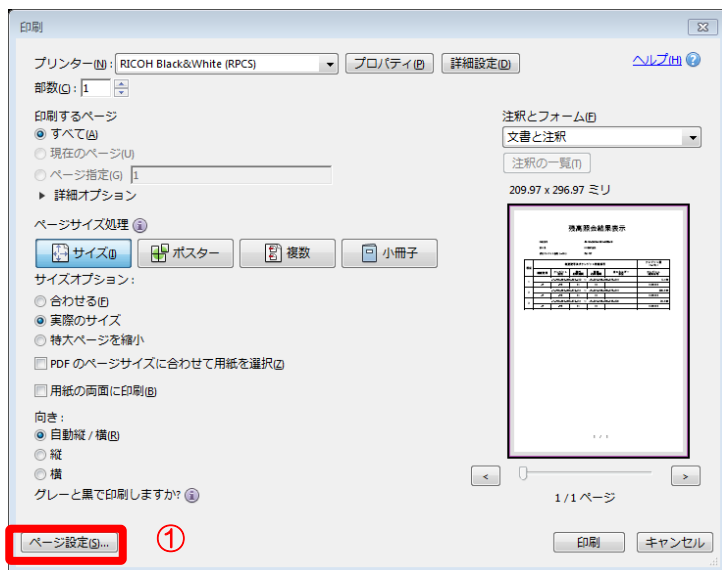 印刷
プリンター(N): RICOH Black&White (RPCS) プロパティ(P) 詳細設定(D) ヘルプ(H)
部数(C): 1
印刷するページ
すべて(A)
現在のページ(U)
ページ指定(G) 1
詳細オプション
ページサイズ処理
サイズ(I) ポスター 複数 小冊子
サイズオプション:
合わせる(F)
実際のサイズ
特大ページを縮小
PDF のページサイズに合わせて用紙を選択(Z)
用紙の両面に印刷(B)
向き:
自動縦 / 横(R)
縦
横
グレーと黒で印刷しますか?
注釈とフォーム(F)
文書と注釈
注釈の一覧(T)
209.97 x 296.97 ミリ
残高照会結果表示
< >
1 / 1 ページ
ページ設定(S)... ① 印刷 キャンセル